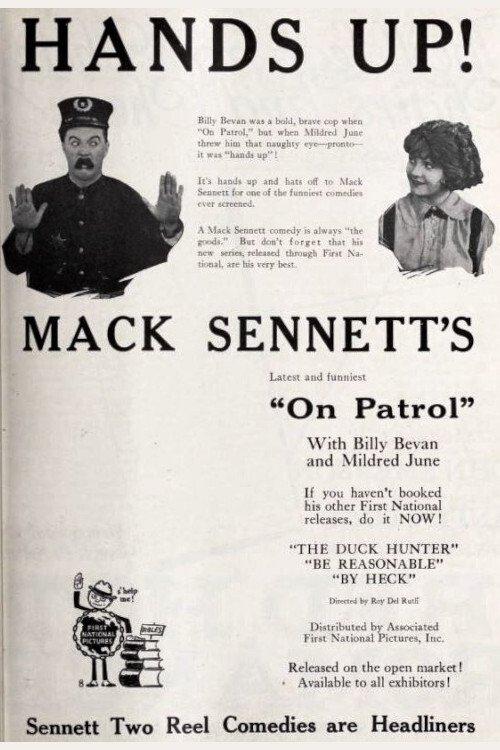 HANDS UP!
Billy Bevan was a bold, brave cop when
"On Patrol," but when Mildred June
threw him that naughty eye—pronto—
it was "hands up"!
It's hands up and hats off to Mack
Sennett for one of the funniest comedies
ever screened.
A Mack Sennett comedy is always "the
goods." But don't forget that his
new series, released through First Na-
tional, are his very best.
MACK SENNETT'S
Latest and funniest
"On Patrol"
With Billy Bevan
and Mildred June
If you haven't booked
his other First National
releases, do it NOW!
"THE DUCK HUNTER"
"BE REASONABLE"
"BY HECK"
Directed by Roy Del Ruth
Distributed by Associated
First National Pictures, Inc.
Released on the open market!
Available to all exhibitors!
s'help
me!
FIRST
NATIONAL
PICTURES
BIBLES
8
Sennett Two Reel Comedies are Headliners